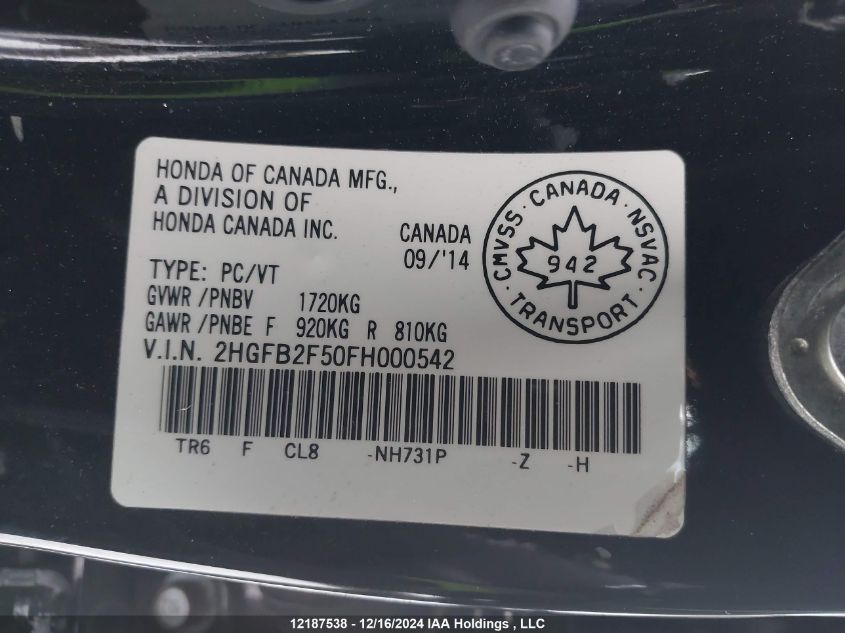 HONDA OF CANADA MFG.,
A DIVISION OF
HONDA CANADA INC.
CANADA
09/'14
TYPE: PC/VT
GVWR /PNBV 1720KG
GAWR /PNBE F 920KG R 810KG
V.I.N. 2HGFB2F50FH000542
TR6 F CL8 -NH731P -Z -H
CMVSS · CANADA · NSVAC
942
· TRANSPORT ·
12187538 - 12/16/2024 IAA Holdings , LLC